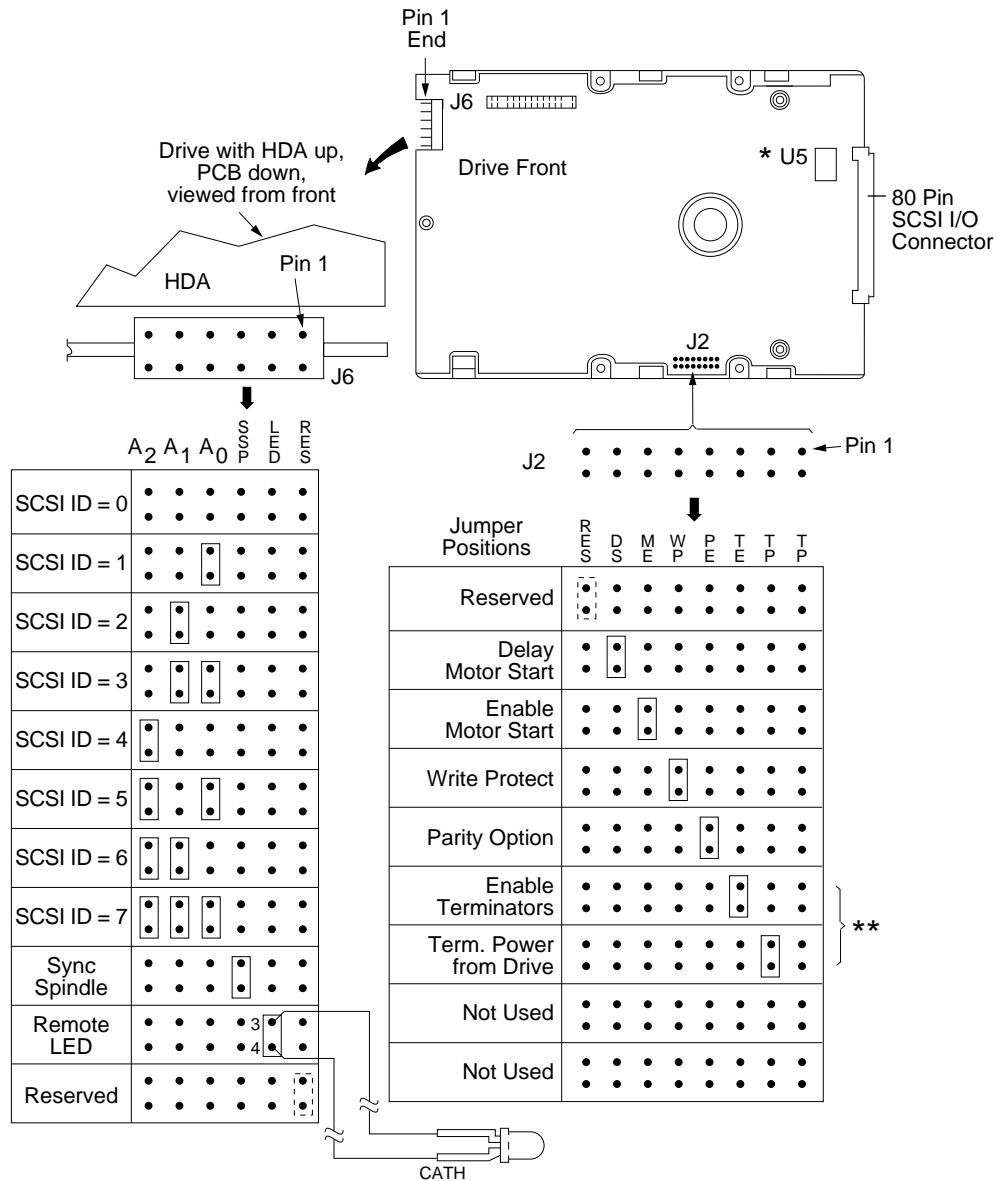 Pin 1
End
J6
Drive Front
* U5
80 Pin
SCSI I/O
Connector
Drive with HDA up,
PCB down,
viewed from front
HDA
Pin 1
J6
J2
J2
Pin 1
A2 A1 A0 SSP LED RES
SCSI ID = 0
SCSI ID = 1
SCSI ID = 2
SCSI ID = 3
SCSI ID = 4
SCSI ID = 5
SCSI ID = 6
SCSI ID = 7
Sync
Spindle
Remote
LED
3
4
Reserved
CATH
Jumper
Positions
RES DS ME WP PE TE TP TP
Reserved
Delay
Motor Start
Enable
Motor Start
Write Protect
Parity Option
Enable
Terminators
Term. Power
from Drive
**
Not Used
Not Used